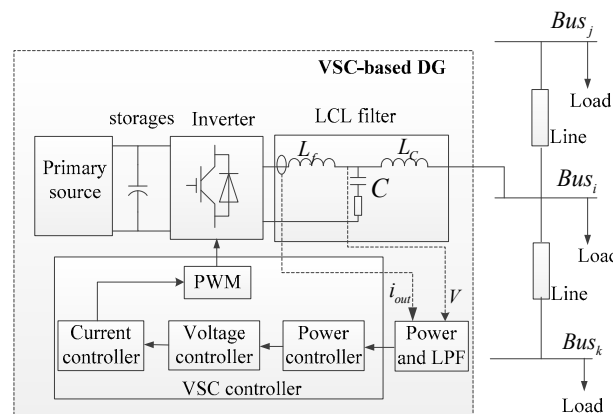 Bus_j
VSC-based DG
storages
Inverter
LCL filter
Load
L_f
L_C
Line
Primary
source
C
Bus_i
Load
PWM
i_out
V
Line
Current
controller
Voltage
controller
Power
controller
Power
and LPF
VSC controller
Bus_k
Load